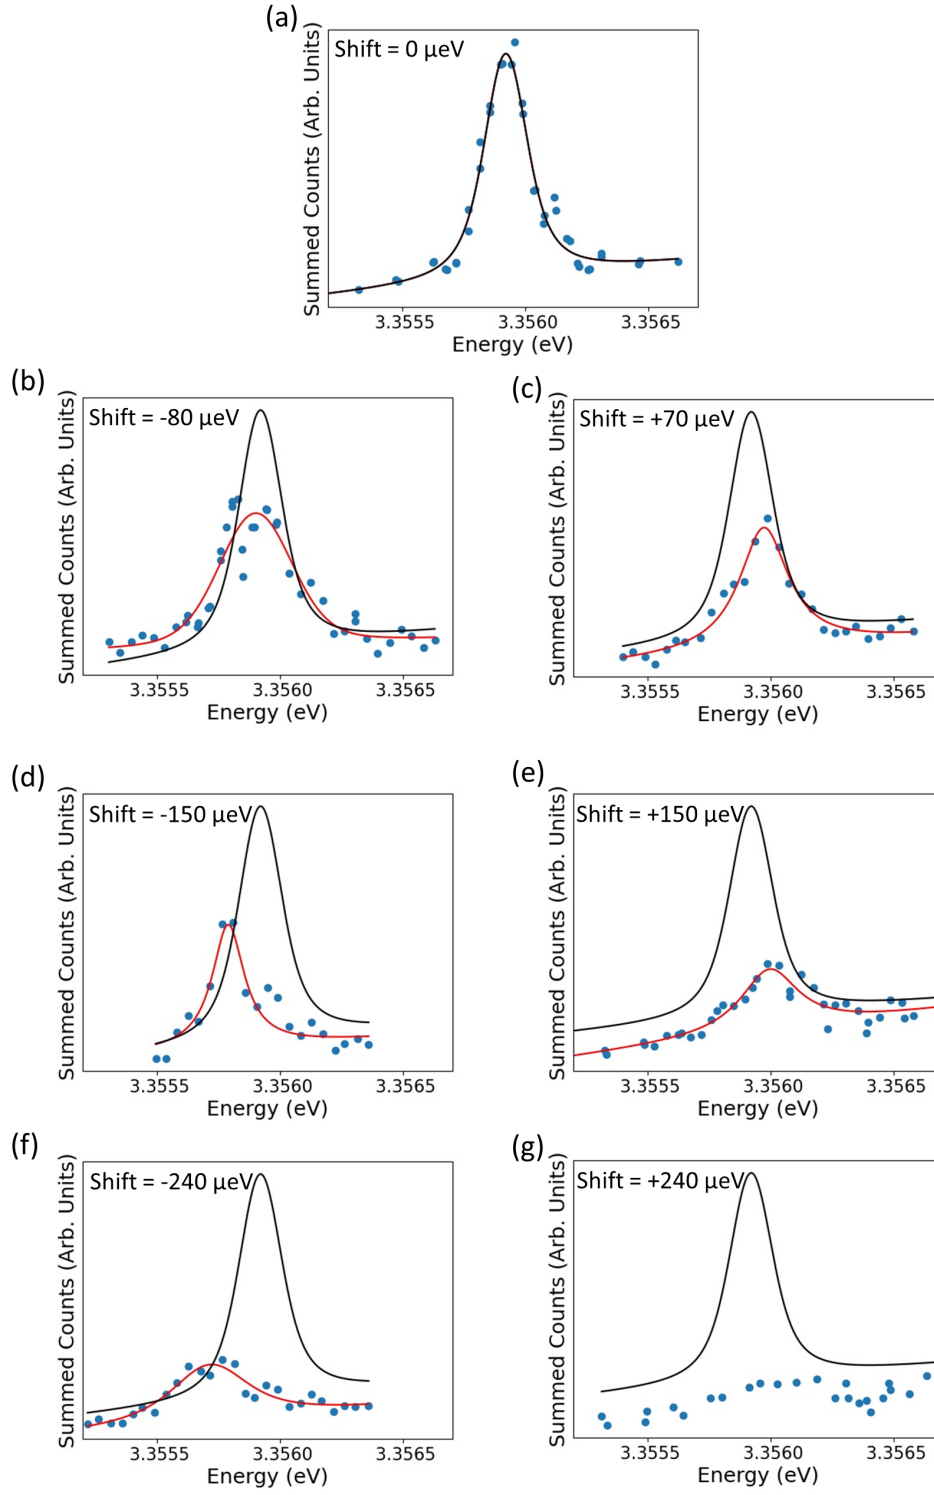 (a)
Shift = 0 µeV
Summed Counts (Arb. Units)
3.3555 3.3560 3.3565
Energy (eV)
(b)
Shift = -80 µeV
Summed Counts (Arb. Units)
3.3555 3.3560 3.3565
Energy (eV)
(c)
Shift = +70 µeV
Summed Counts (Arb. Units)
3.3555 3.3560 3.3565
Energy (eV)
(d)
Shift = -150 µeV
Summed Counts (Arb. Units)
3.3555 3.3560 3.3565
Energy (eV)
(e)
Shift = +150 µeV
Summed Counts (Arb. Units)
3.3555 3.3560 3.3565
Energy (eV)
(f)
Shift = -240 µeV
Summed Counts (Arb. Units)
3.3555 3.3560 3.3565
Energy (eV)
(g)
Shift = +240 µeV
Summed Counts (Arb. Units)
3.3555 3.3560 3.3565
Energy (eV)